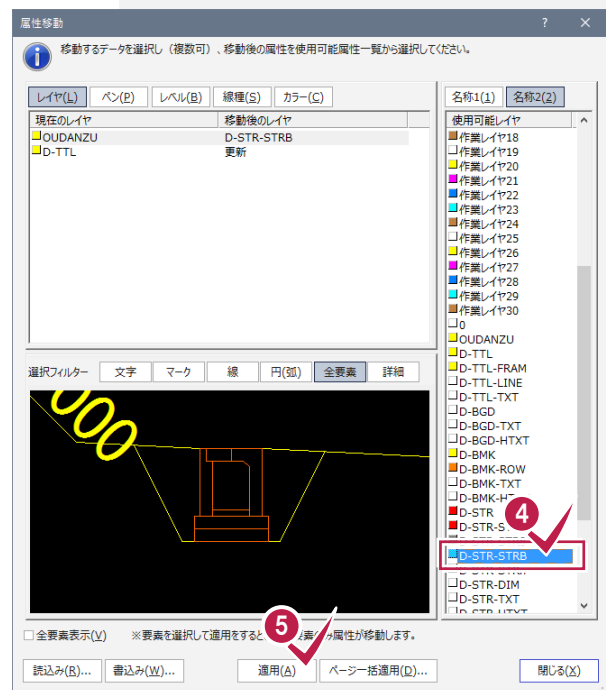 属性移動
? ×
移動するデータを選択し（複数可）、移動後の属性を使用可能属性一覧から選択してください。
レイヤ(L) ペン(P) レベル(B) 線種(S) カラー(C)
現在のレイヤ 移動後のレイヤ
OUDANZU D-STR-STRB
D-TTL 更新
選択フィルター 文字 マーク 線 円(弧) 全要素 詳細
000
名称1(1) 名称2(2)
使用可能レイヤ
作業レイヤ18
作業レイヤ19
作業レイヤ20
作業レイヤ21
作業レイヤ22
作業レイヤ23
作業レイヤ24
作業レイヤ25
作業レイヤ26
作業レイヤ27
作業レイヤ28
作業レイヤ29
作業レイヤ30
0
OUDANZU
D-TTL
D-TTL-FRAM
D-TTL-LINE
D-TTL-TXT
D-BGD
D-BGD-TXT
D-BGD-HTXT
D-BMK
D-BMK-ROW
D-BMK-TXT
D-BMK-HT
D-STR
D-STR-S
4
D-STR-STRB
D-STR-DIM
D-STR-TXT
D-STR-HTXT
全要素表示(V) ※要素を選択して適用をすると 要素のみ属性が移動します。
5
読込み(R)... 書込み(W)... 適用(A) ページ一括適用(D)... 閉じる(X)